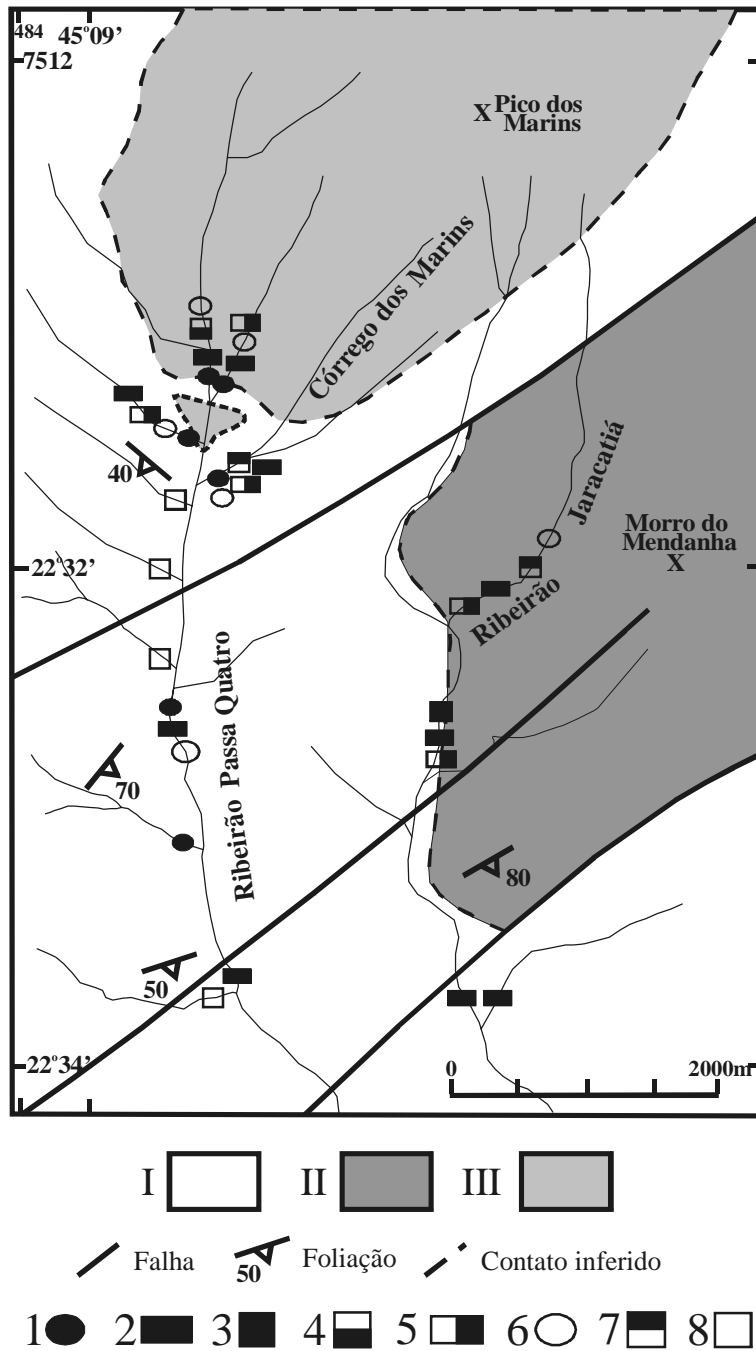 484 45°09'
7512
X Pico dos
Marins
Córrego dos Marins
40
Jaracatiá
Morro do
Mendanha
X
22°32'
Ribeirão
Ribeirão Passa Quatro
70
80
50
22°34'
0 2000m
I II III
Falha 50 Foliação Contato inferido
1 2 3 4 5 6 7 8